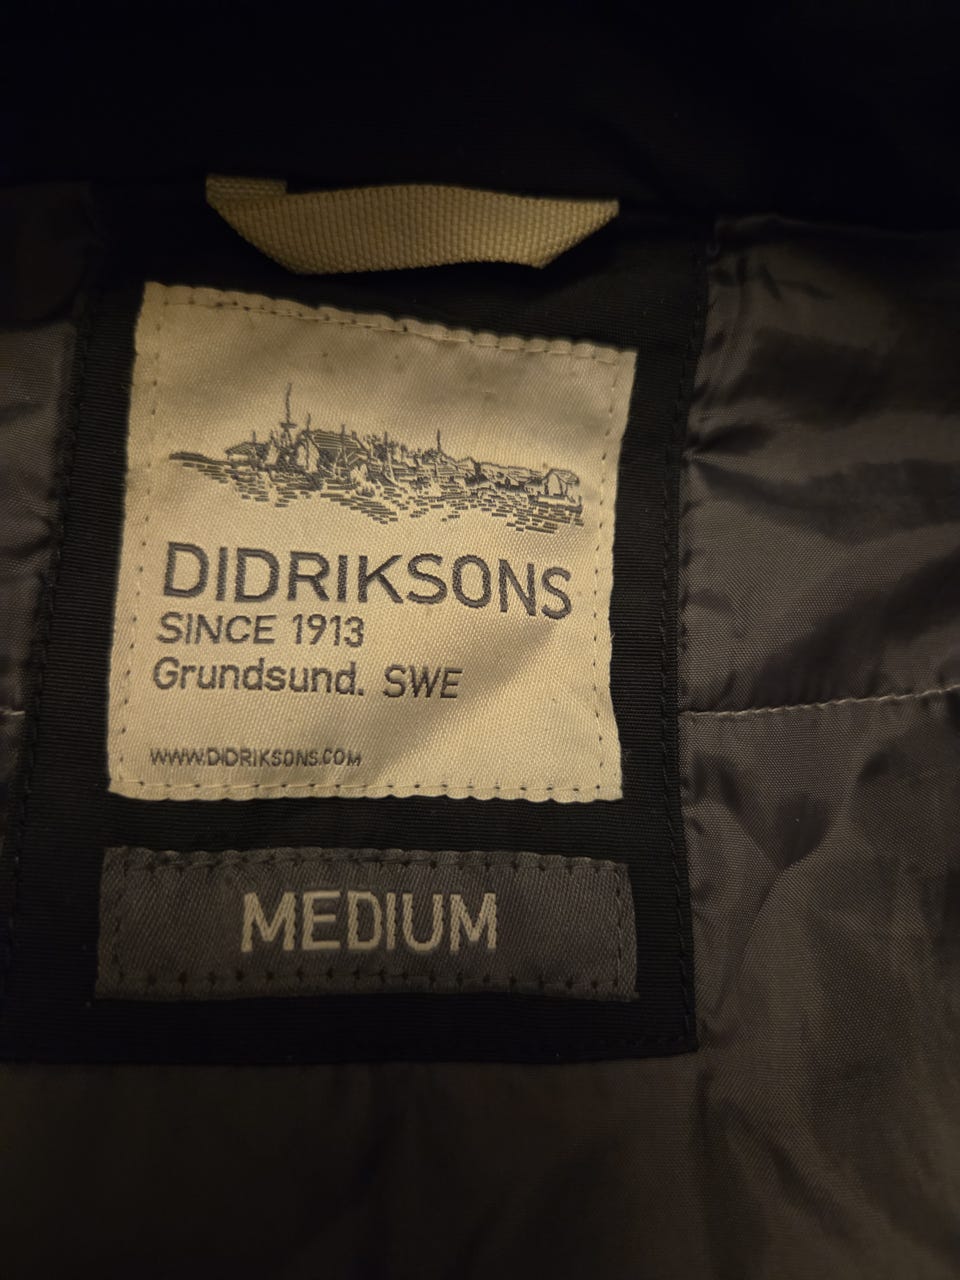 DIDRIKSONS
SINCE 1913
Grundsund. SWE
WWW.DIDRIKSONS.COM
MEDIUM